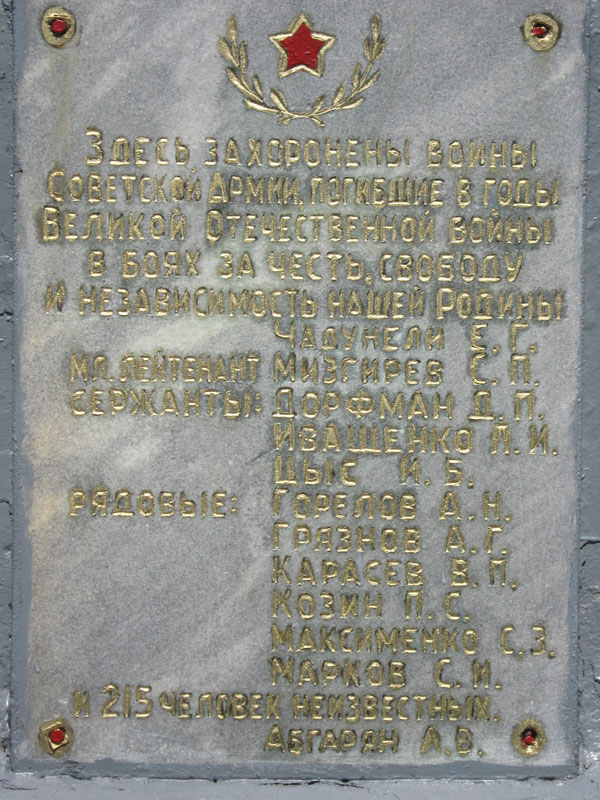 Здесь захоронены воины
Советской Армии, погибшие в годы
Великой Отечественной войны
в боях за честь, свободу
и независимость нашей Родины
Чадунели Е. Г.
Мл. лейтенант Мизгирев С. П.
Сержанты: Дорфман Д. П.
Иващенко Л. И.
Цыс И. Б.
Рядовые: Горелов А. Н.
Грязнов А. Г.
Карасев В. П.
Козин П. С.
Максименко С. З.
Марков С. И.
и 215 человек неизвестных.
Абгарян Л. В.